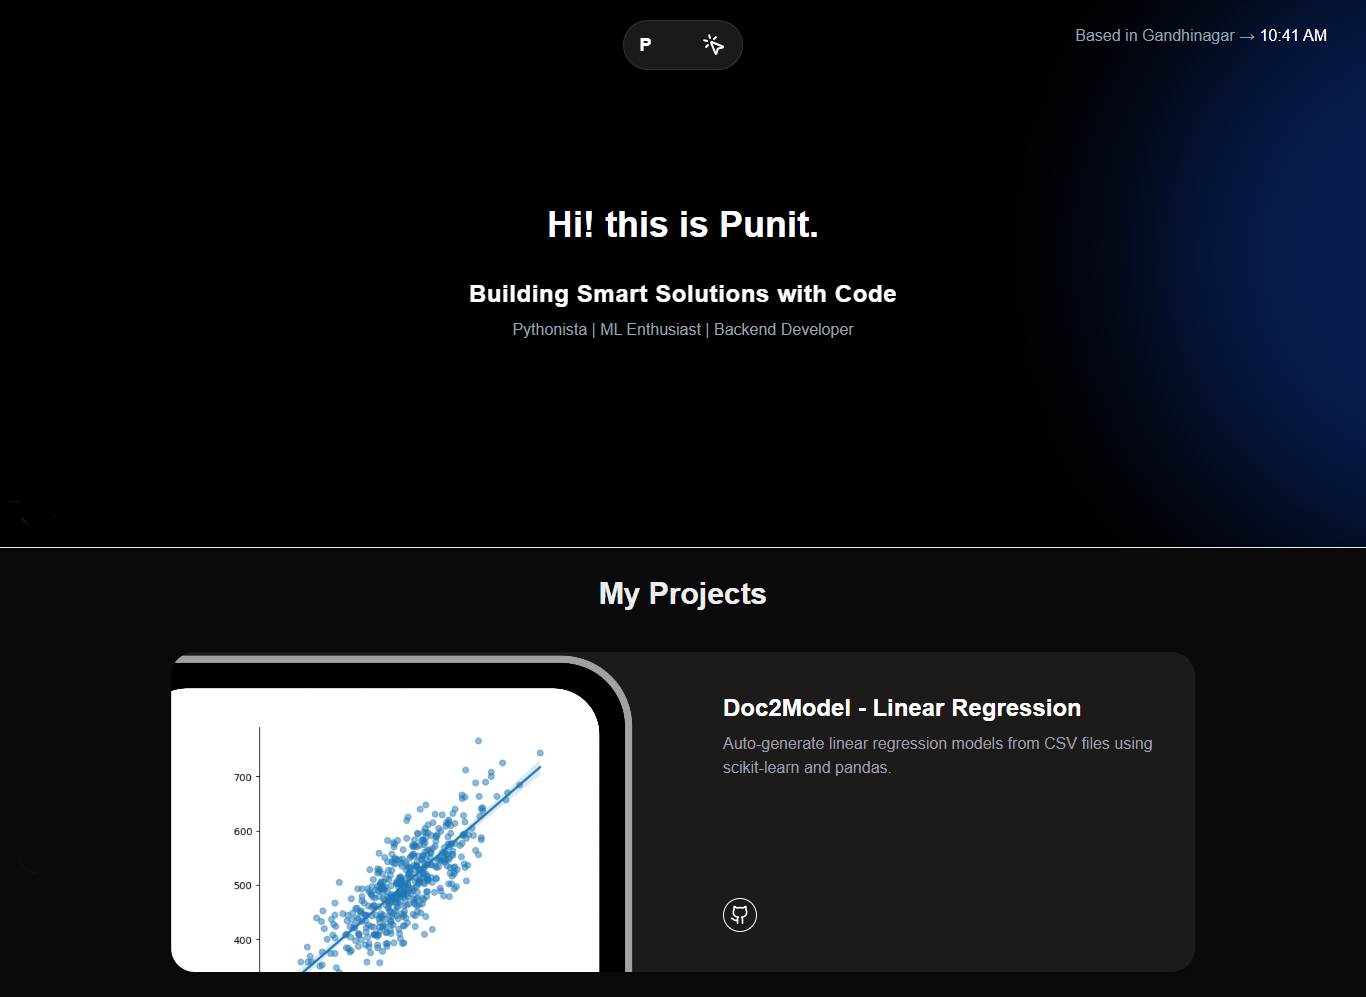 P
Based in Gandhinagar → 10:41 AM
Hi! this is Punit.
Building Smart Solutions with Code
Pythonista | ML Enthusiast | Backend Developer
My Projects
Doc2Model - Linear Regression
Auto-generate linear regression models from CSV files using
scikit-learn and pandas.
700
600
500
400